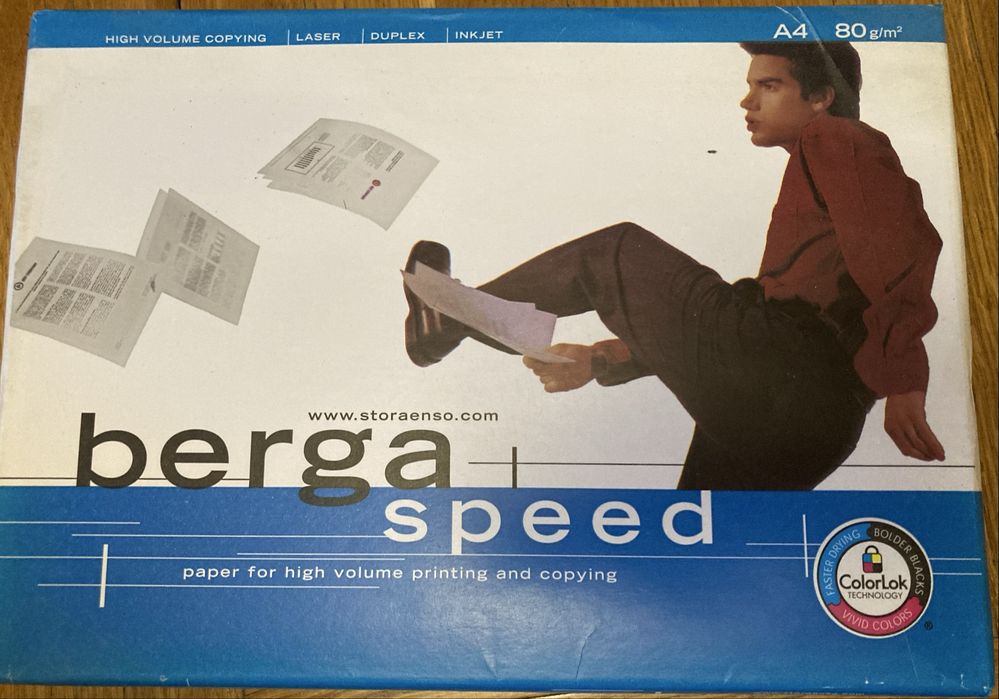 HIGH VOLUME COPYING | LASER | DUPLEX | INKJET A4 80 g/m²
www.storaenso.com
berga
speed
paper for high volume printing and copying
FASTER DRYING BOLDER BLACKS
ColorLok
TECHNOLOGY
VIVID COLORS
®